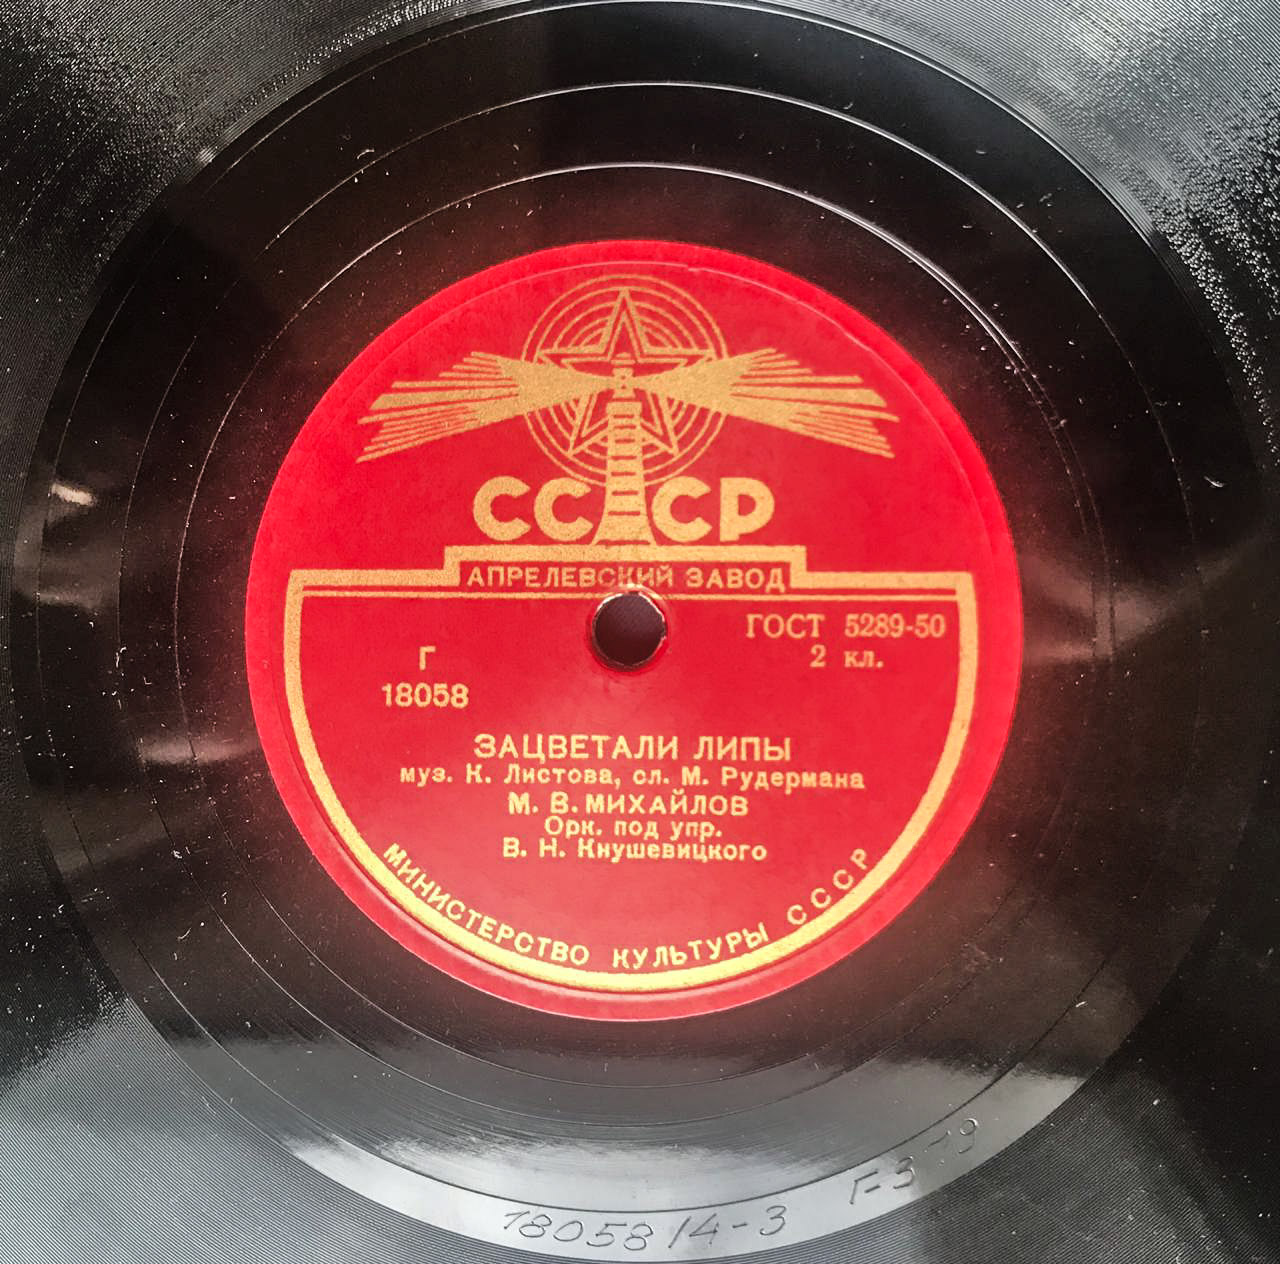 СССР
АПРЕЛЕВСКИЙ ЗАВОД
ГОСТ 5289-50
2 кл.
Г
18058
ЗАЦВЕТАЛИ ЛИПЫ
муз. К. Листова, сл. М. Рудермана
М. В. МИХАЙЛОВ
Орк. под упр.
В. Н. Кнушевицкого
МИНИСТЕРСТВО КУЛЬТУРЫ СССР
18058 /4-3